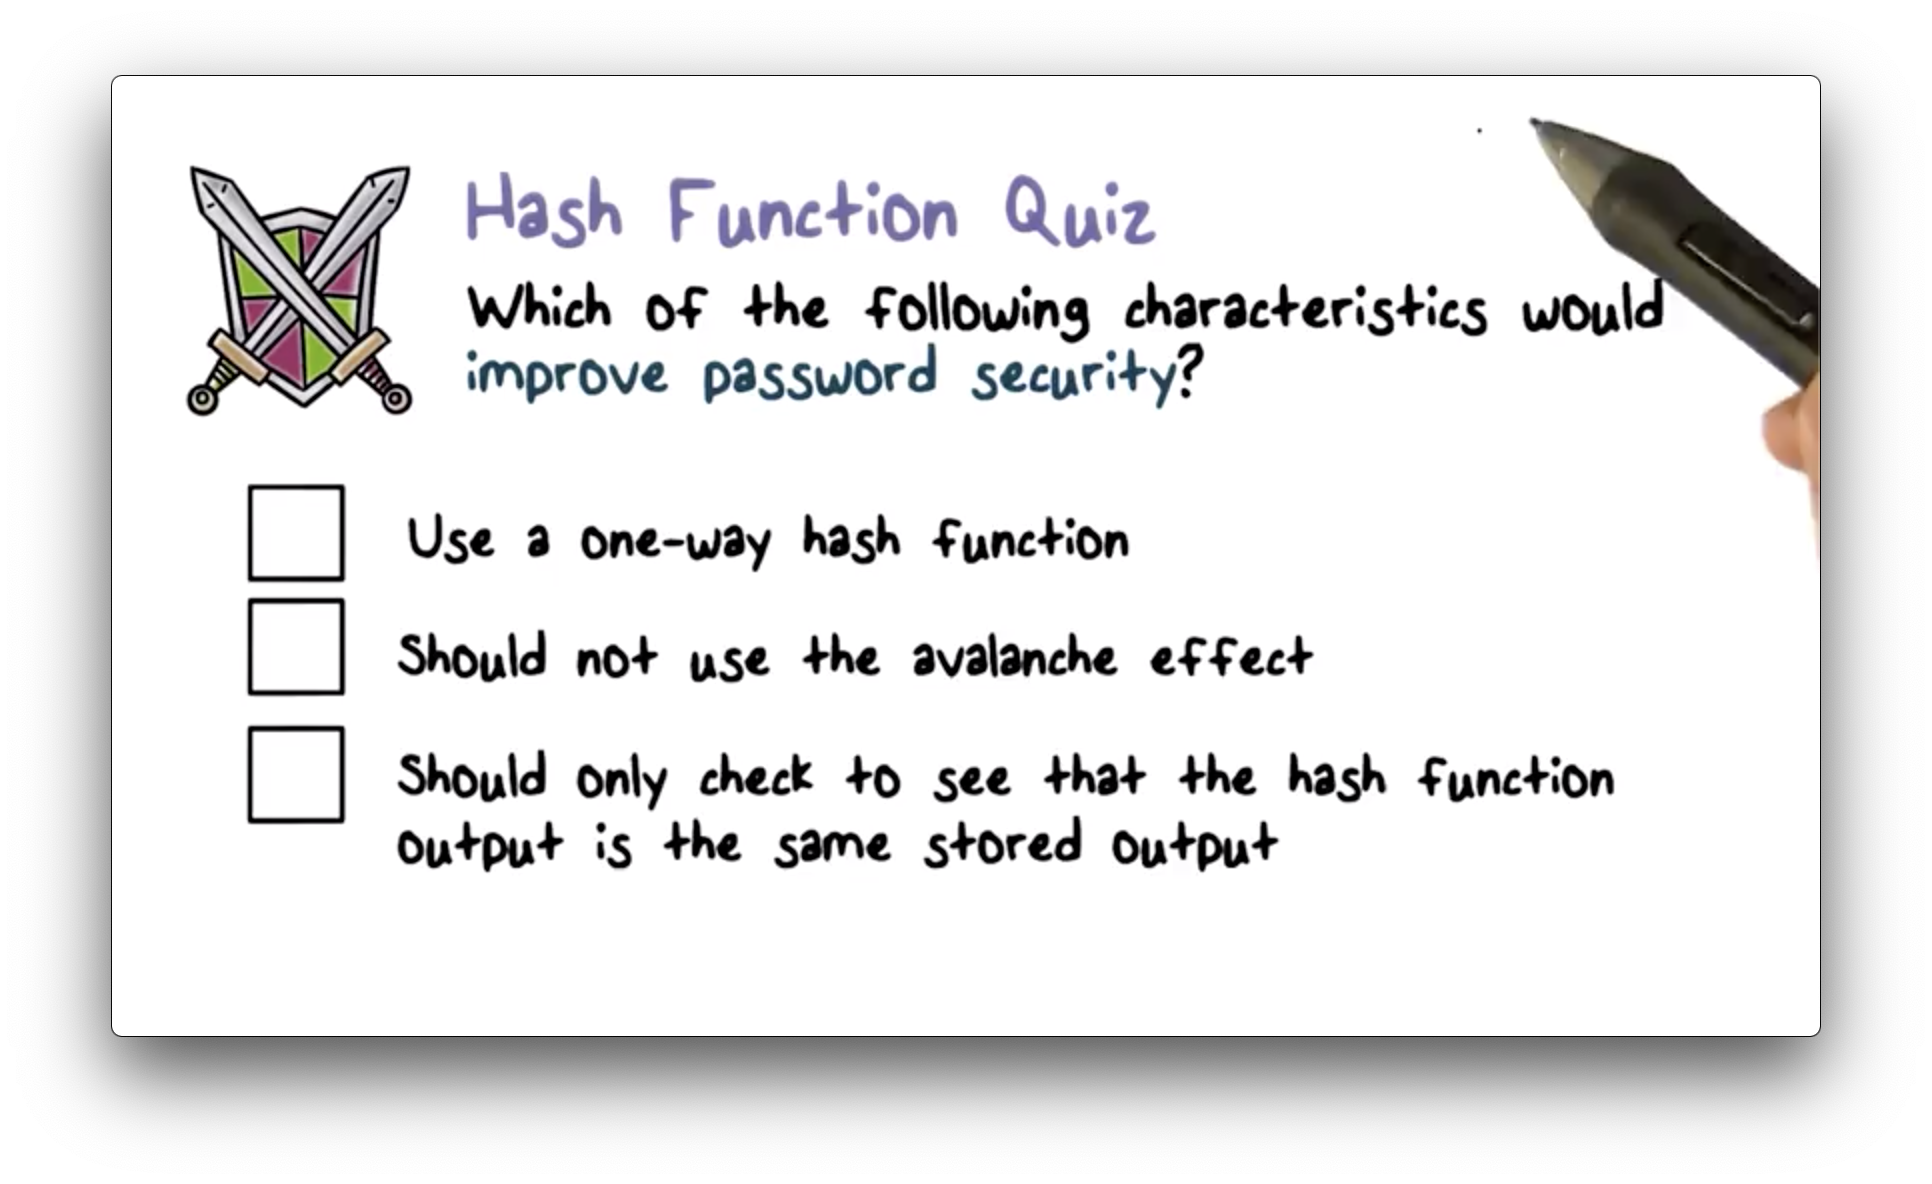 Hash Function Quiz
Which of the following characteristics would
improve password security?
Use a one-way hash function
Should not use the avalanche effect
Should only check to see that the hash function
output is the same stored output